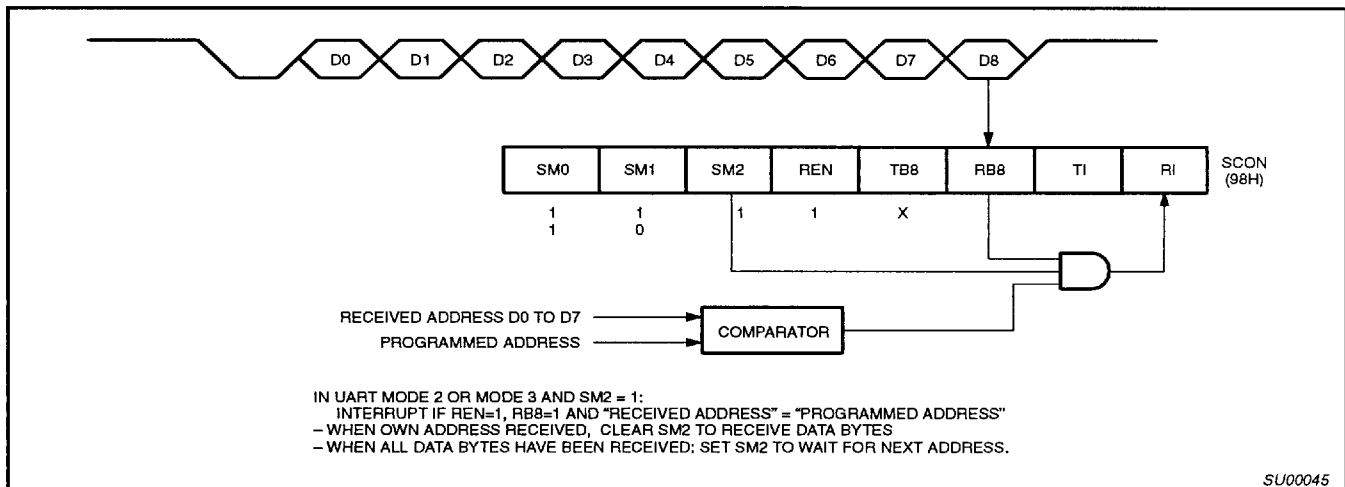 D0 D1 D2 D3 D4 D5 D6 D7 D8
SM0 SM1 SM2 REN TB8 RB8 TI RI
SCON
(98H)
1 1 1 1 X
1 0
RECEIVED ADDRESS D0 TO D7
PROGRAMMED ADDRESS
COMPARATOR
IN UART MODE 2 OR MODE 3 AND SM2 = 1:
INTERRUPT IF REN=1, RB8=1 AND “RECEIVED ADDRESS” = “PROGRAMMED ADDRESS”
– WHEN OWN ADDRESS RECEIVED, CLEAR SM2 TO RECEIVE DATA BYTES
– WHEN ALL DATA BYTES HAVE BEEN RECEIVED: SET SM2 TO WAIT FOR NEXT ADDRESS.
SU00045